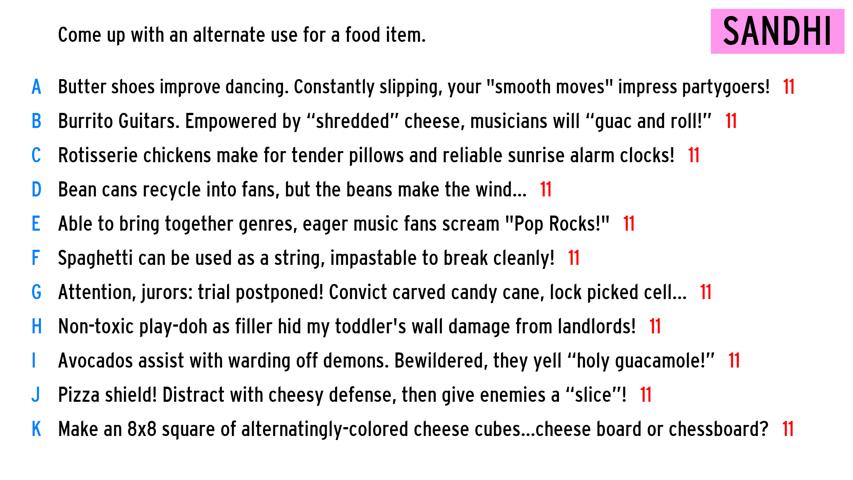 Come up with an alternate use for a food item.
SANDHI
A Butter shoes improve dancing. Constantly slipping, your "smooth moves" impress partygoers! 11
B Burrito Guitars. Empowered by “shredded” cheese, musicians will “guac and roll!” 11
C Rotisserie chickens make for tender pillows and reliable sunrise alarm clocks! 11
D Bean cans recycle into fans, but the beans make the wind... 11
E Able to bring together genres, eager music fans scream "Pop Rocks!" 11
F Spaghetti can be used as a string, impastable to break cleanly! 11
G Attention, jurors: trial postponed! Convict carved candy cane, lock picked cell... 11
H Non-toxic play-doh as filler hid my toddler's wall damage from landlords! 11
I Avocados assist with warding off demons. Bewildered, they yell “holy guacamole!” 11
J Pizza shield! Distract with cheesy defense, then give enemies a “slice”! 11
K Make an 8x8 square of alternatingly-colored cheese cubes...cheese board or chessboard? 11